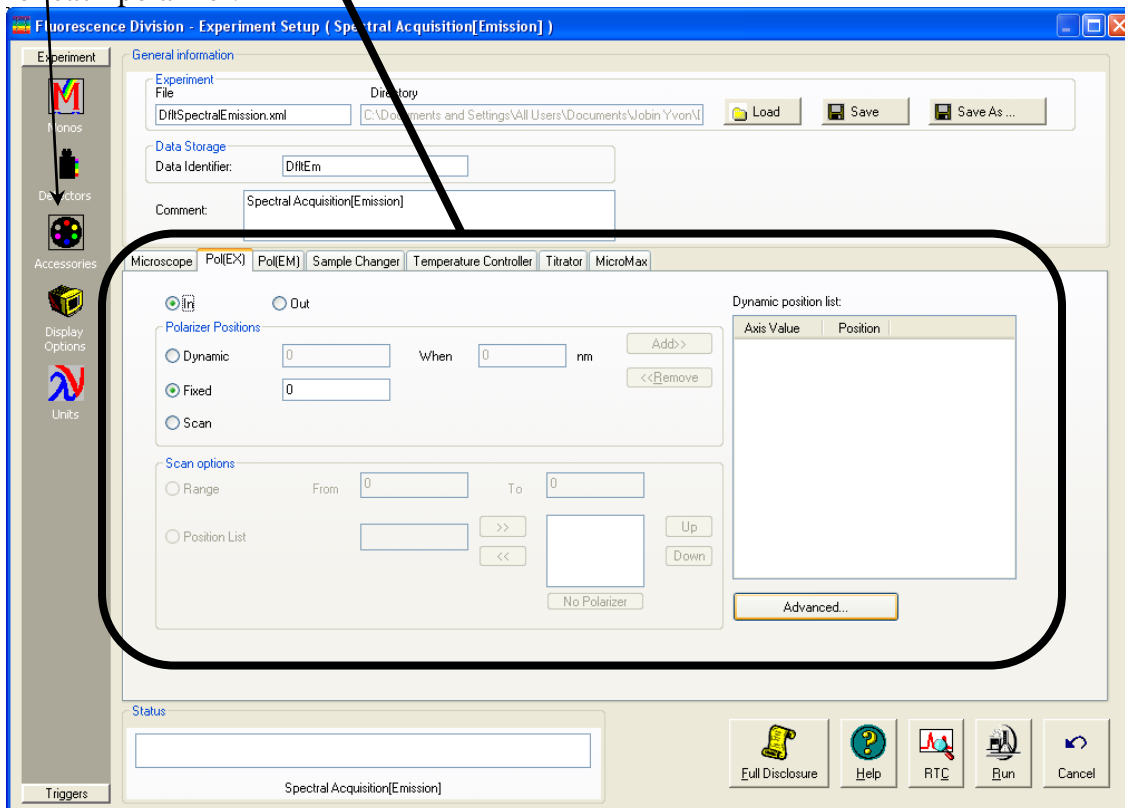 Fluorescence Division - Experiment Setup ( Spectral Acquisition[Emission] )
Experiment
Monos
Detectors
Accessories
Display
Options
Units
Triggers
General information
Experiment
File Directory
DfltSpectralEmission.xml C:\Documents and Settings\All Users\Documents\Jobin Yvon\ Load Save Save As ...
Data Storage
Data Identifier: DfltEm
Comment: Spectral Acquisition[Emission]
Microscope Pol(EX) Pol(EM) Sample Changer Temperature Controller Titrator MicroMax
In Out
Polarizer Positions
Dynamic 0 When 0 nm Add>>
<<Remove
Fixed 0
Scan
Scan options
Range From 0 To 0
Position List >> Up
<< Down
No Polarizer
Dynamic position list:
Axis Value Position
Advanced...
Status
Spectral Acquisition[Emission]
Full Disclosure Help RTC Run Cancel